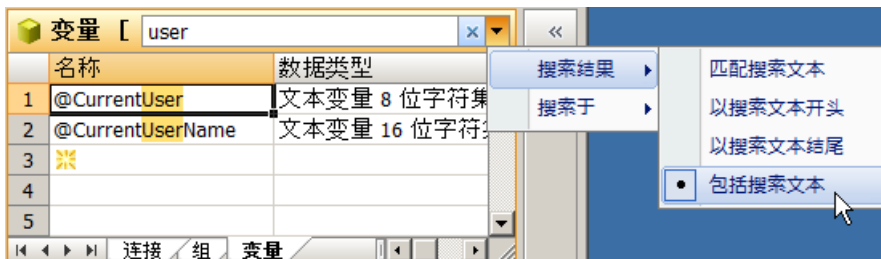 变量 [ user
名称 数据类型
1 @CurrentUser 文本变量 8 位字符集
2 @CurrentUserName 文本变量 16 位字符
3
4
5
连接 组 变量
搜索结果
搜索于
匹配搜索文本
以搜索文本开头
以搜索文本结尾
包括搜索文本